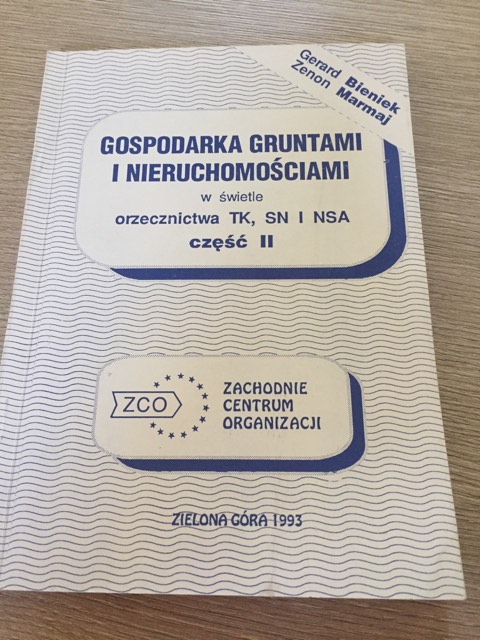 Gerard Bieniek
Zenon Marmaj
GOSPODARKA GRUNTAMI
I NIERUCHOMOŚCIAMI
w świetle
orzecznictwa TK, SN I NSA
część II
ZCO
ZACHODNIE
CENTRUM
ORGANIZACJI
ZIELONA GÓRA 1993